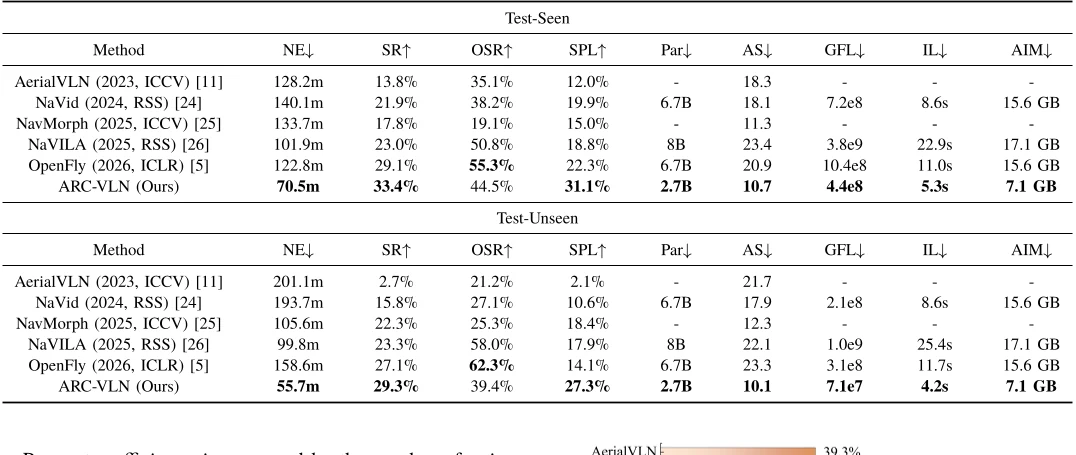 Test-Seen
Method NE↓ SR↑ OSR↑ SPL↑ Par↓ AS↓ GFL↓ IL↓ AIM↓
AerialVLN (2023, ICCV) [11] 128.2m 13.8% 35.1% 12.0% - 18.3 - - -
NaVid (2024, RSS) [24] 140.1m 21.9% 38.2% 19.9% 6.7B 18.1 7.2e8 8.6s 15.6 GB
NavMorph (2025, ICCV) [25] 133.7m 17.8% 19.1% 15.0% - 11.3 - - -
NaVILA (2025, RSS) [26] 101.9m 23.0% 50.8% 18.8% 8B 23.4 3.8e9 22.9s 17.1 GB
OpenFly (2026, ICLR) [5] 122.8m 29.1% 55.3% 22.3% 6.7B 20.9 10.4e8 11.0s 15.6 GB
ARC-VLN (Ours) 70.5m 33.4% 44.5% 31.1% 2.7B 10.7 4.4e8 5.3s 7.1 GB
Test-Unseen
Method NE↓ SR↑ OSR↑ SPL↑ Par↓ AS↓ GFL↓ IL↓ AIM↓
AerialVLN (2023, ICCV) [11] 201.1m 2.7% 21.2% 2.1% - 21.7 - - -
NaVid (2024, RSS) [24] 193.7m 15.8% 27.1% 10.6% 6.7B 17.9 2.1e8 8.6s 15.6 GB
NavMorph (2025, ICCV) [25] 105.6m 22.3% 25.3% 18.4% - 12.3 - - -
NaVILA (2025, RSS) [26] 99.8m 23.3% 58.0% 17.9% 8B 22.1 1.0e9 25.4s 17.1 GB
OpenFly (2026, ICLR) [5] 158.6m 27.1% 62.3% 14.1% 6.7B 23.3 3.1e8 11.7s 15.6 GB
ARC-VLN (Ours) 55.7m 29.3% 39.4% 27.3% 2.7B 10.1 7.1e7 4.2s 7.1 GB
AerialVLN 39.3%